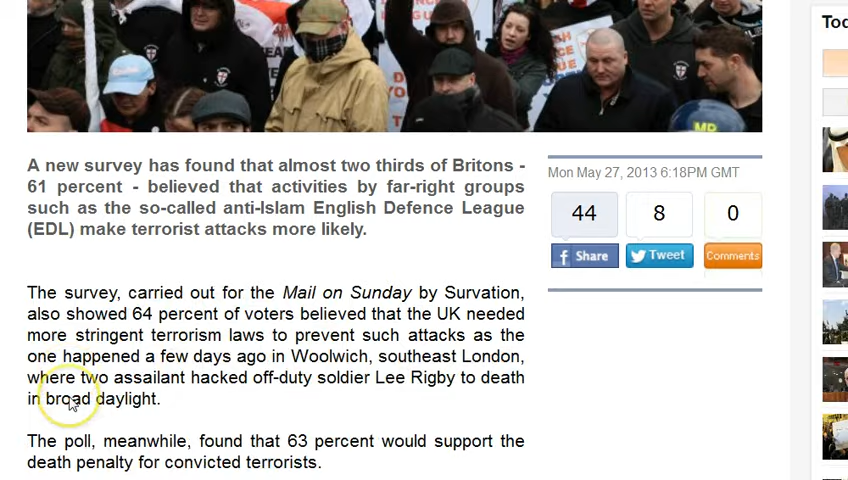 Tod
MP
A new survey has found that almost two thirds of Britons -
61 percent - believed that activities by far-right groups
such as the so-called anti-Islam English Defence League
(EDL) make terrorist attacks more likely.
Mon May 27, 2013 6:18PM GMT
44
8
0
Share
Tweet
Comments
The survey, carried out for the Mail on Sunday by Survation,
also showed 64 percent of voters believed that the UK needed
more stringent terrorism laws to prevent such attacks as the
one happened a few days ago in Woolwich, southeast London,
where two assailant hacked off-duty soldier Lee Rigby to death
in broad daylight.
The poll, meanwhile, found that 63 percent would support the
death penalty for convicted terrorists.